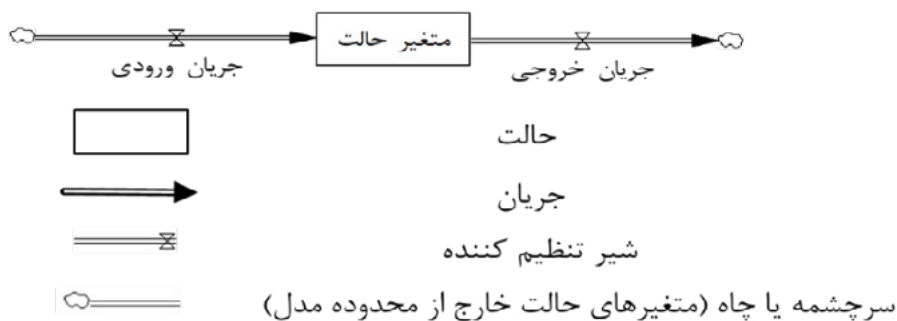 متغیر حالت
جریان ورودی
جریان خروجی
حالت
جریان
شیر تنظیم کننده
سرچشمه یا چاه (متغیرهای حالت خارج از محدوده مدل)